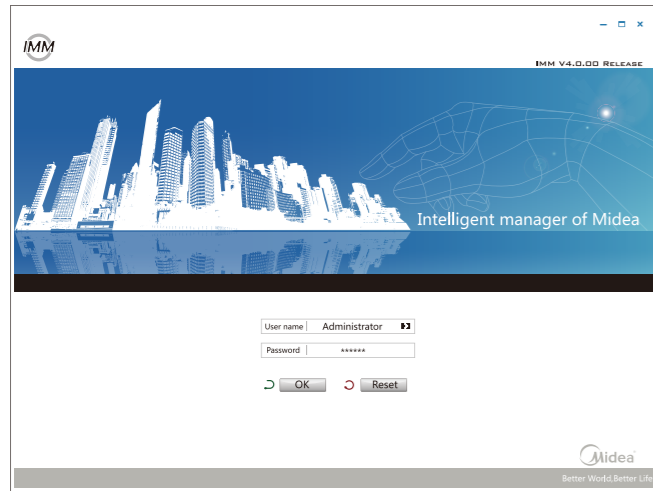 IMM
IMM V4.0.00 RELEASE
Intelligent manager of Midea
User name Administrator
Password ******
OK Reset
Midea
Better World,Better Life